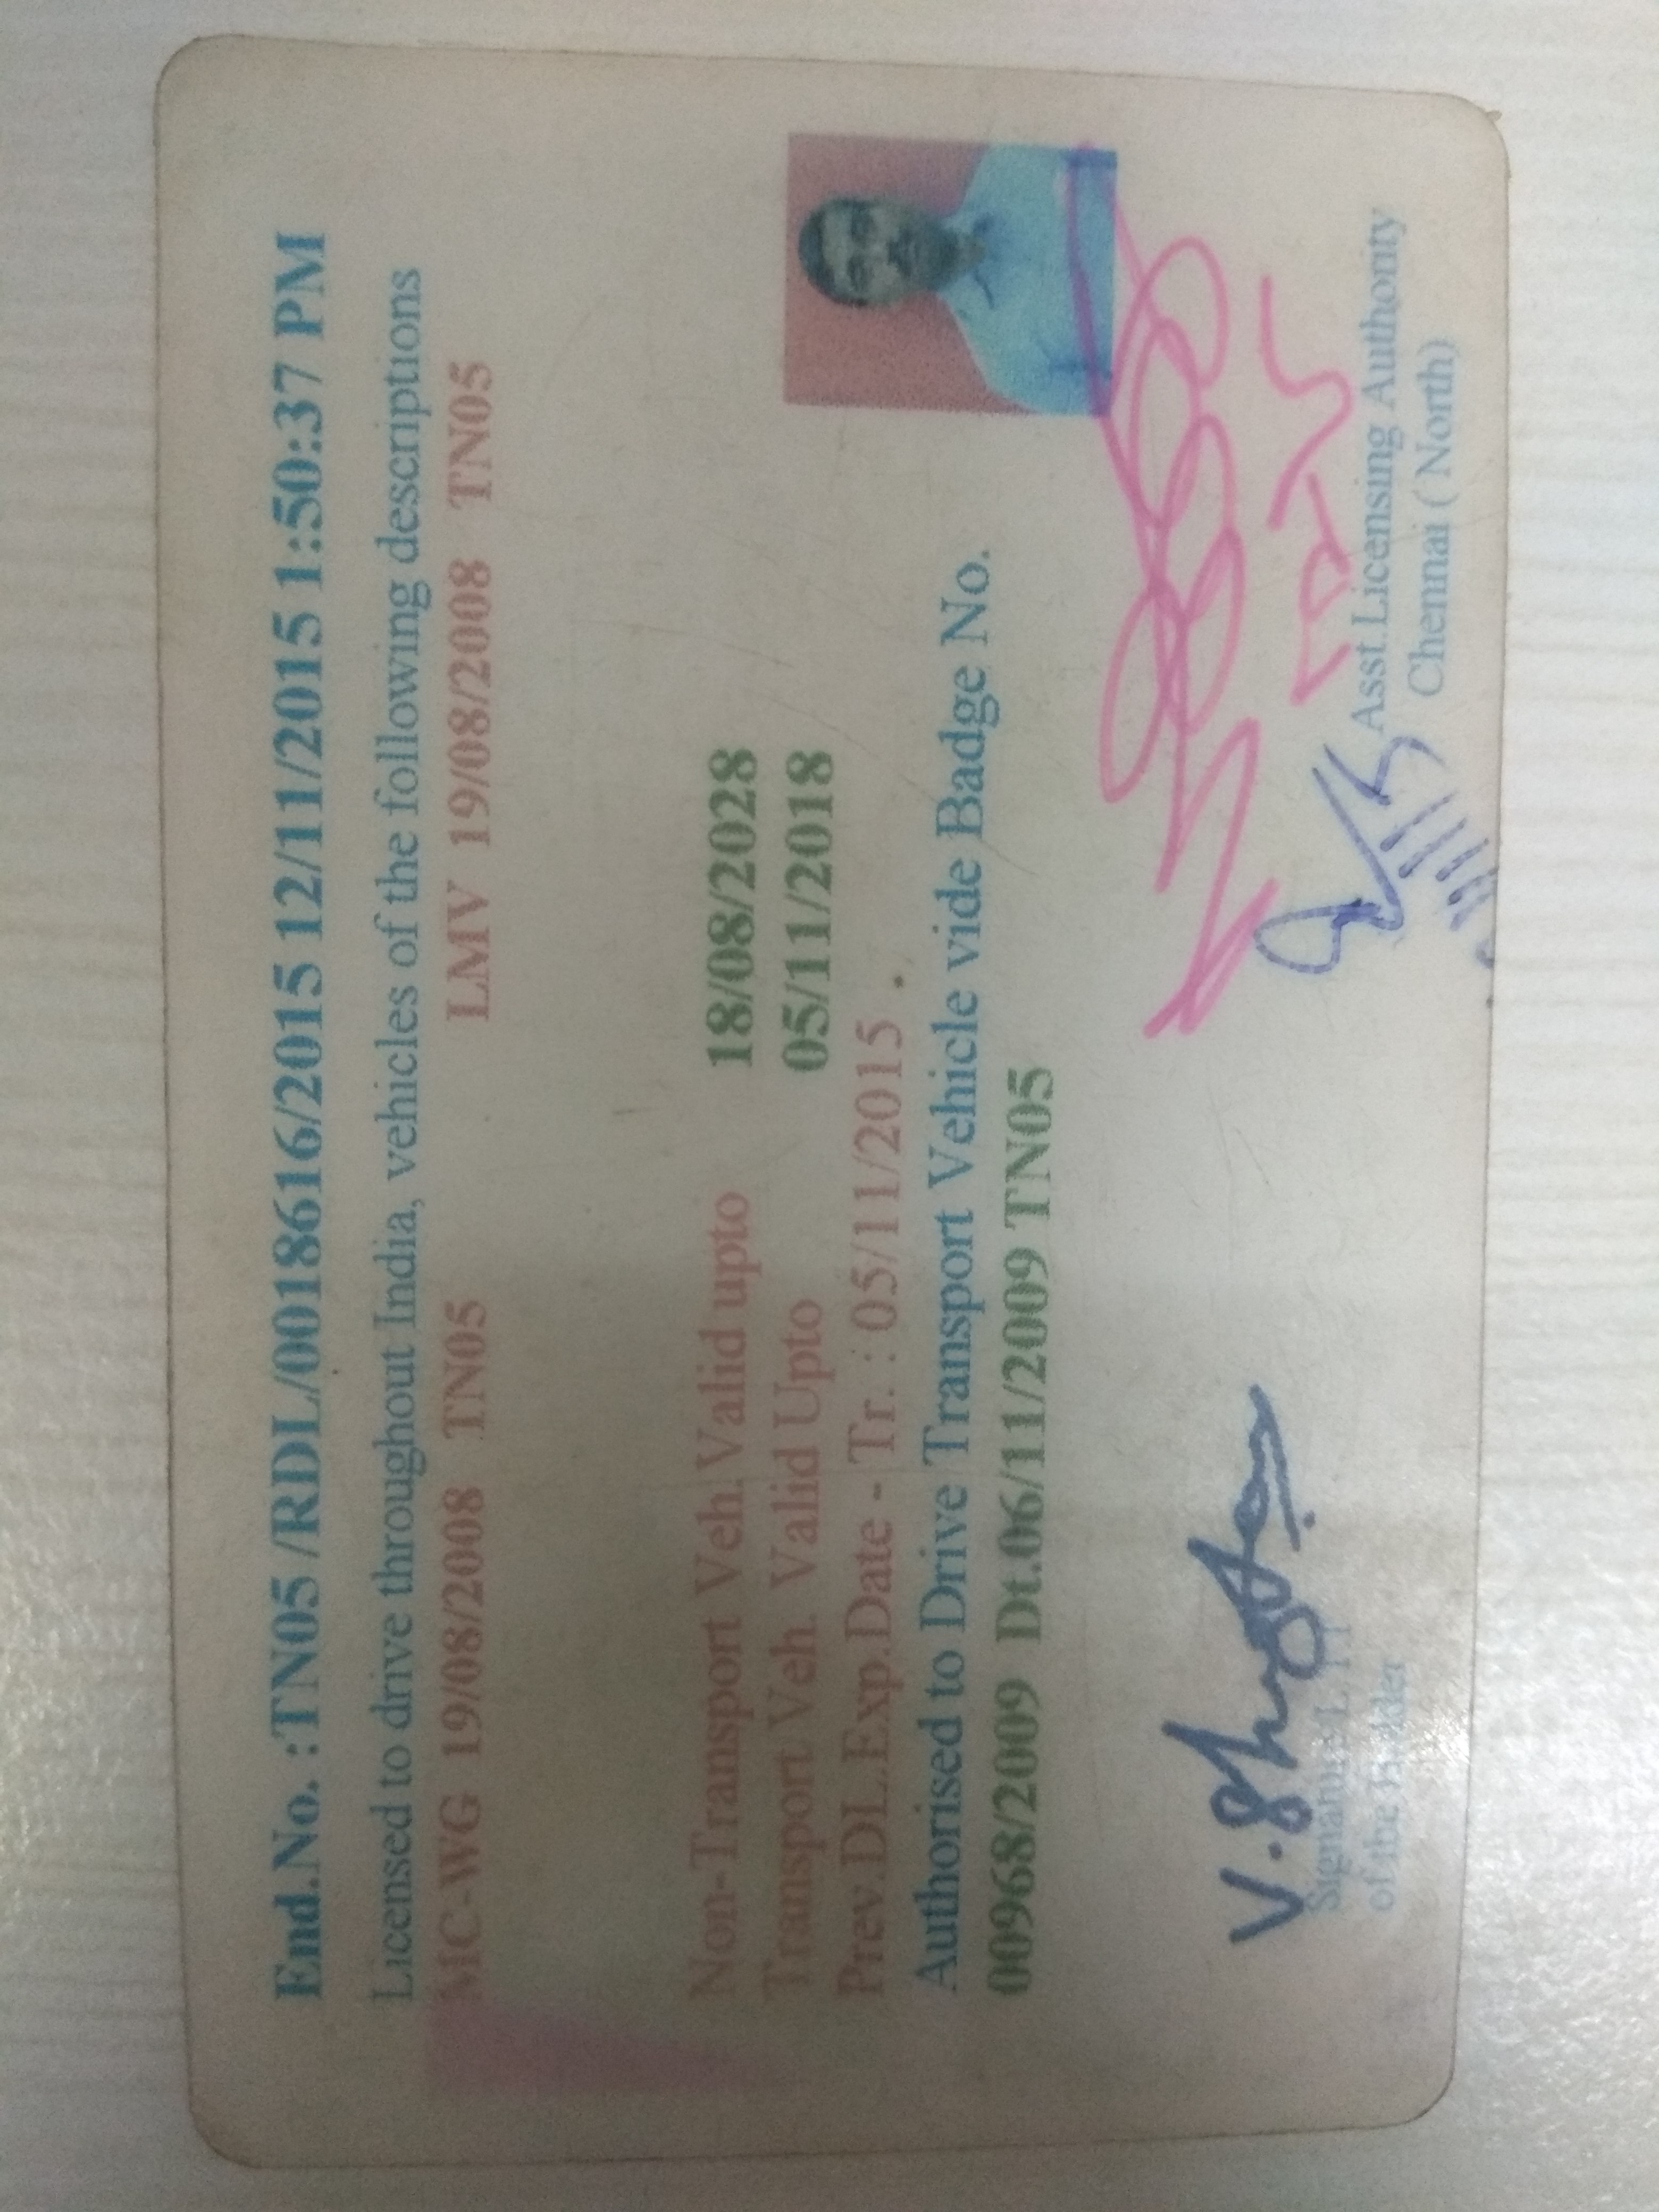 End.No. :TN05 /RDL/0018616/2015 12/11/2015 1:50:37 PM
Licensed to drive throughout India, vehicles of the following descriptions
MC-WG 19/08/2008 TN05 LMV 19/08/2008 TN05
Non-Transport Veh.Valid upto 18/08/2028
Transport Veh. Valid Upto 05/11/2018
Prev.DL.Exp.Date - Tr. : 05/11/2015
Authorised to Drive Transport Vehicle vide Badge No.
00968/2009 Dt.06/11/2009 TN05
Asst.Licensing Authority
Chennai ( North)
V.
Signature
of the Holder